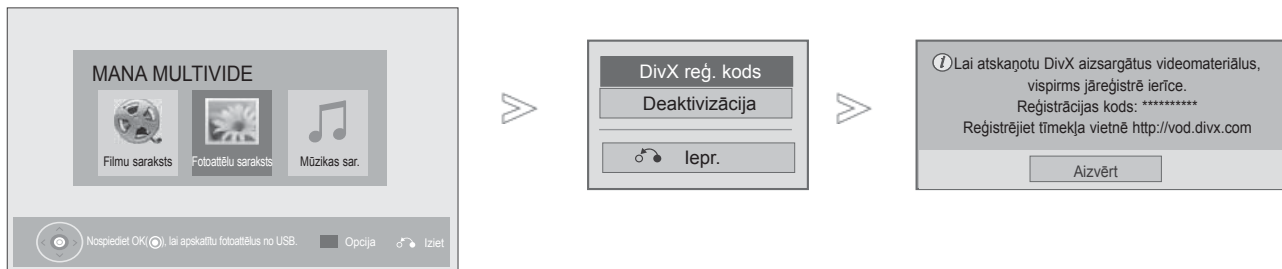 MANA MULTIVIDE
Filmu saraksts
Fotoattēlu saraksts
Mūzikas sar.
Nospiediet OK(◉), lai apskatītu fotoattēlus no USB.
Opcija
Iziet
DivX reģ. kods
Deaktivizācija
Iepr.
Lai atskaņotu DivX aizsargātus videomateriālus,
vispirms jāreģistrē ierīce.
Reģistrācijas kods: **********
Reģistrējiet tīmekļa vietnē http://vod.divx.com
Aizvērt